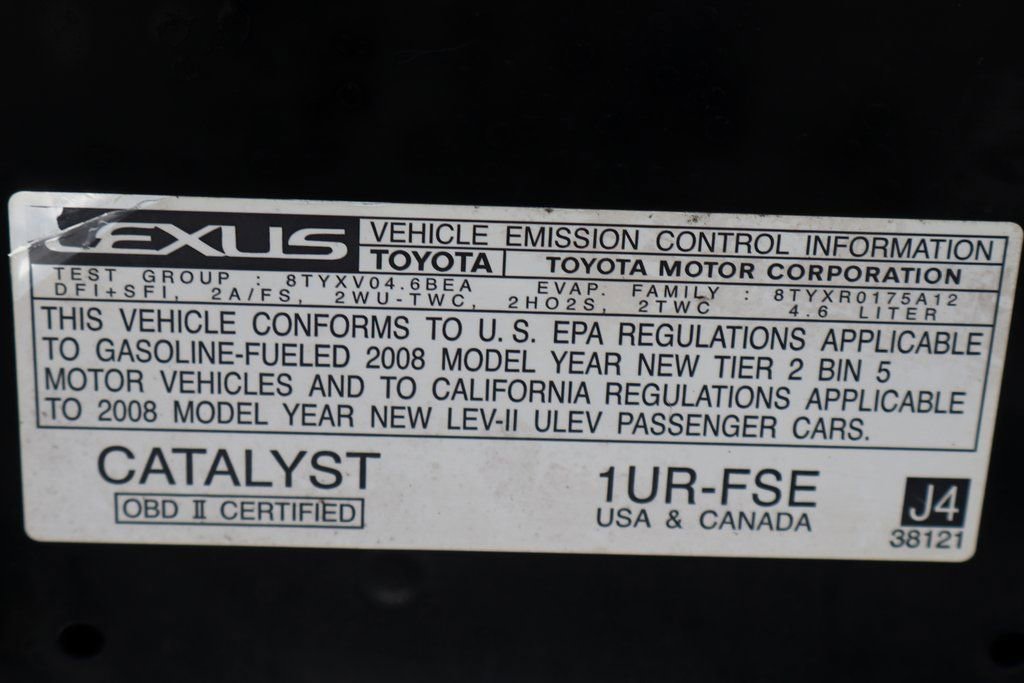 LEXUS VEHICLE EMISSION CONTROL INFORMATION
TOYOTA TOYOTA MOTOR CORPORATION
TEST GROUP : 8TYXV04.6BEA EVAP. FAMILY : 8TYXR0175A12
DFI+SFI, 2A/FS, 2WU-TWC, 2HO2S, 2TWC 4.6 LITER
THIS VEHICLE CONFORMS TO U.S. EPA REGULATIONS APPLICABLE
TO GASOLINE-FUELED 2008 MODEL YEAR NEW TIER 2 BIN 5
MOTOR VEHICLES AND TO CALIFORNIA REGULATIONS APPLICABLE
TO 2008 MODEL YEAR NEW LEV-II ULEV PASSENGER CARS.
CATALYST 1UR-FSE
OBD II CERTIFIED USA & CANADA
J4
38121